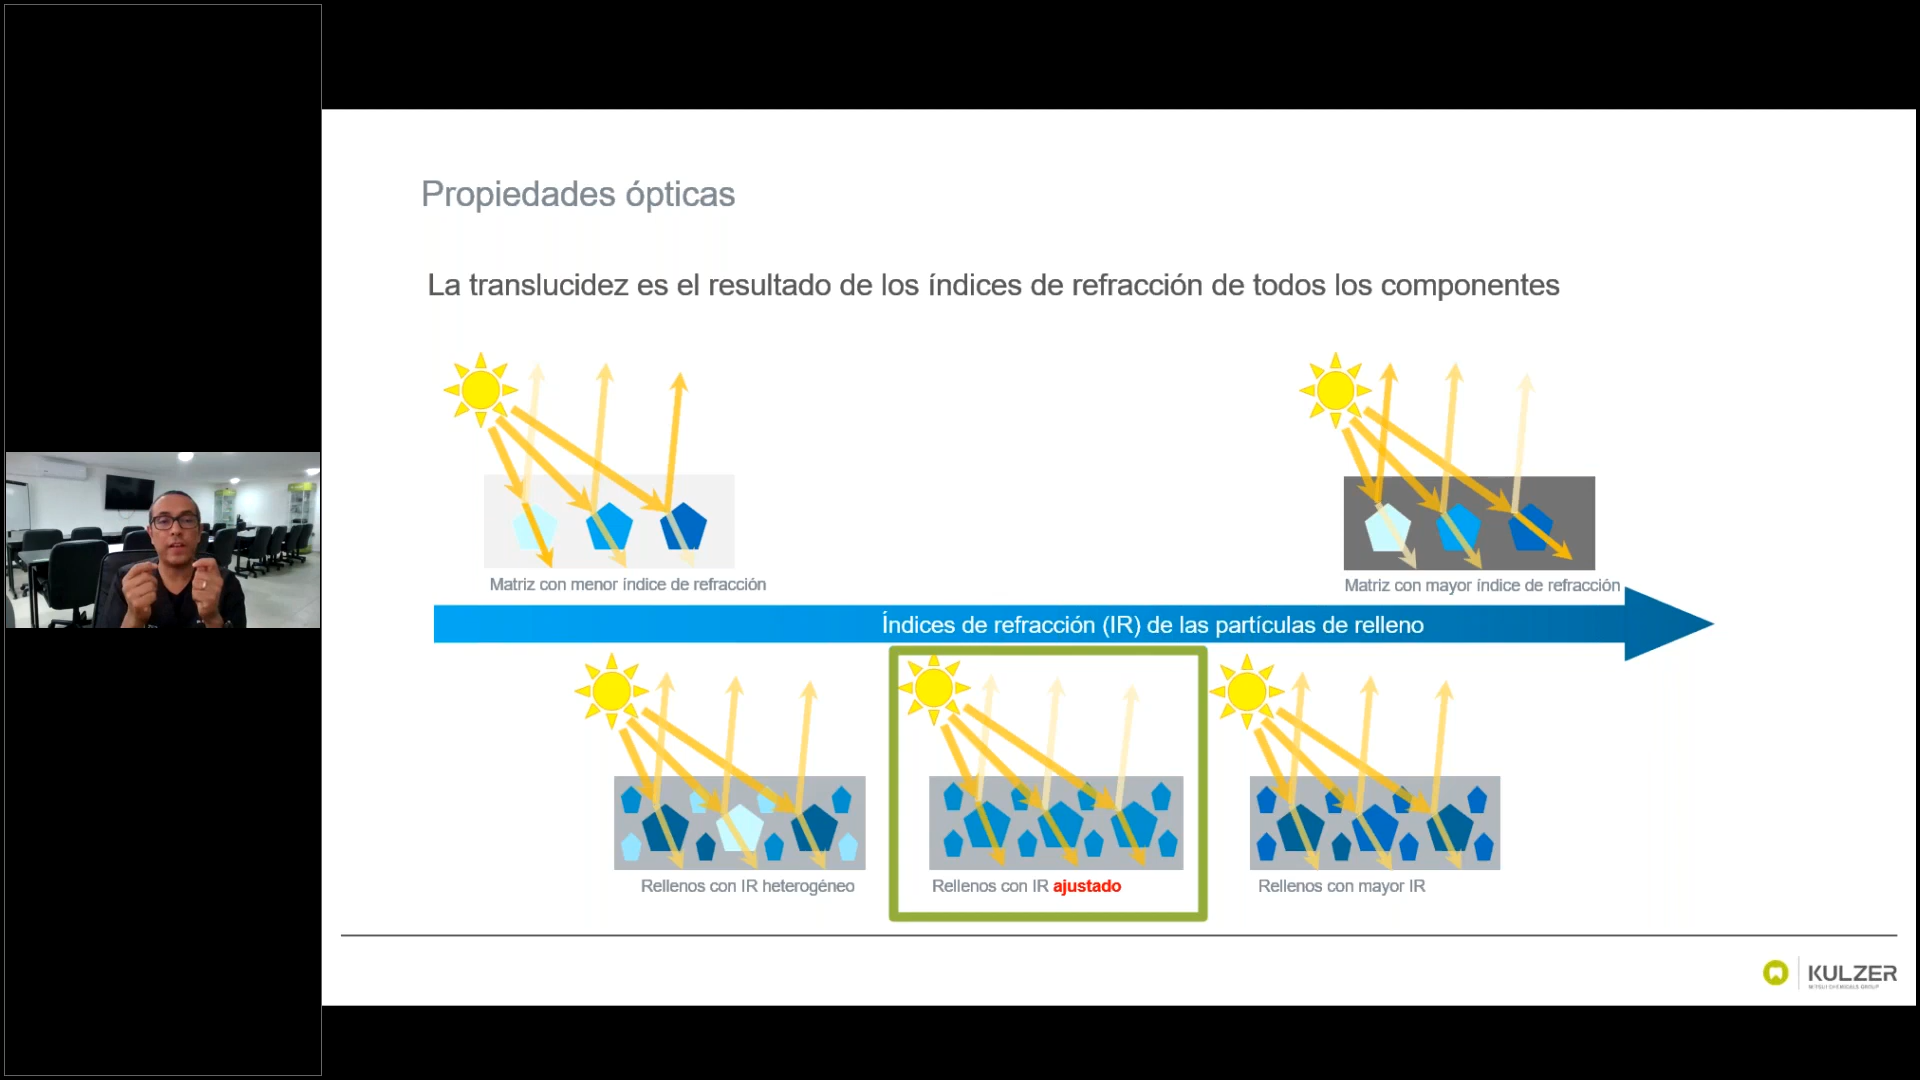 Propiedades ópticas
La translucidez es el resultado de los índices de refracción de todos los componentes
Matriz con menor índice de refracción
Matriz con mayor índice de refracción
Índices de refracción (IR) de las partículas de relleno
Rellenos con IR heterogéneo
Rellenos con IR ajustado
Rellenos con mayor IR
KULZER
MITSUI CHEMICALS GROUP